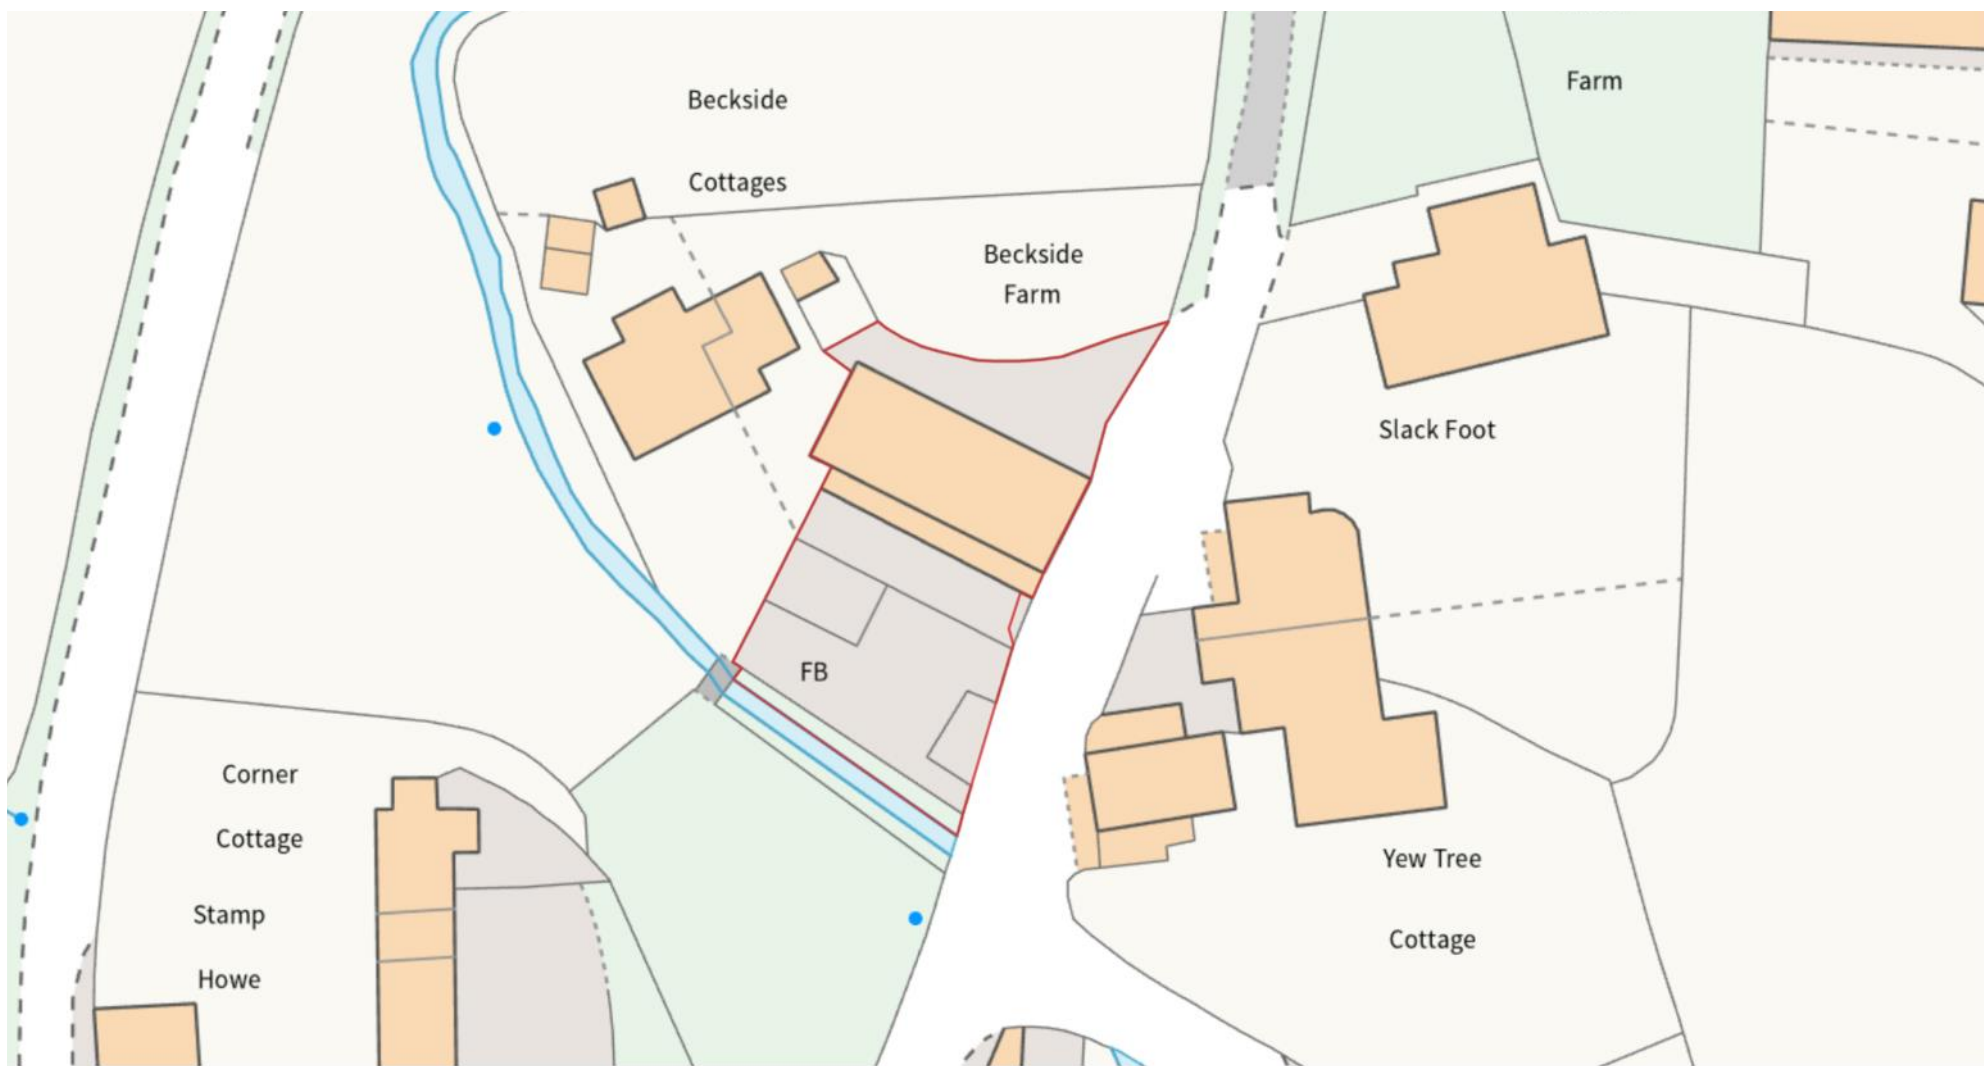 Beckside
Cottages
Farm
Beckside
Farm
Slack Foot
FB
Corner
Cottage
Stamp
Howe
Yew Tree
Cottage